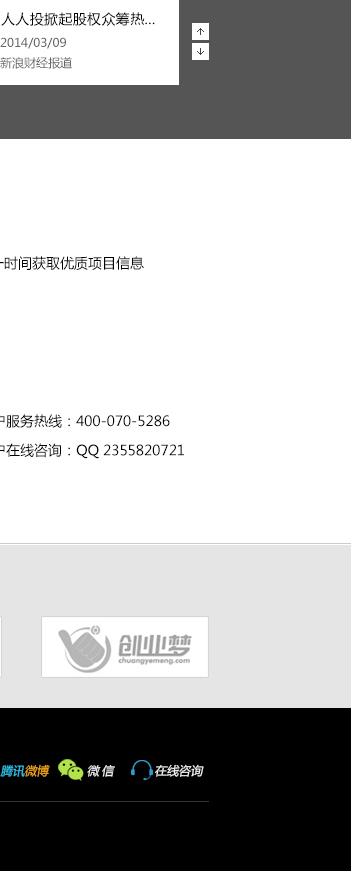 人人投掀起股权众筹热...
2014/03/09
新浪财经报道
时间获取优质项目信息
户服务热线：400-070-5286
户在线咨询：QQ 2355820721
创业梦
chuangyemeng.com
腾讯微博 微信 在线咨询